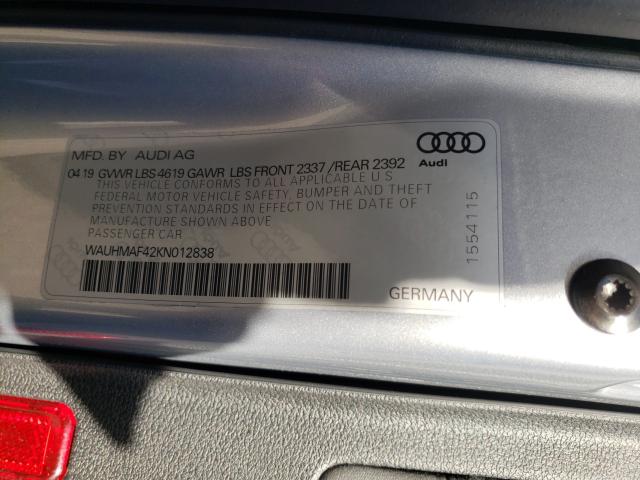 MFD. BY AUDI AG
Audi
04 19 GVWR LBS 4619 GAWR LBS FRONT 2337 /REAR 2392
THIS VEHICLE CONFORMS TO ALL APPLICABLE U S
FEDERAL MOTOR VEHICLE SAFETY, BUMPER AND THEFT
PREVENTION STANDARDS IN EFFECT ON THE DATE OF
MANUFACTURE SHOWN ABOVE
PASSENGER CAR
WAUHMAF42KN012838
GERMANY
1554115